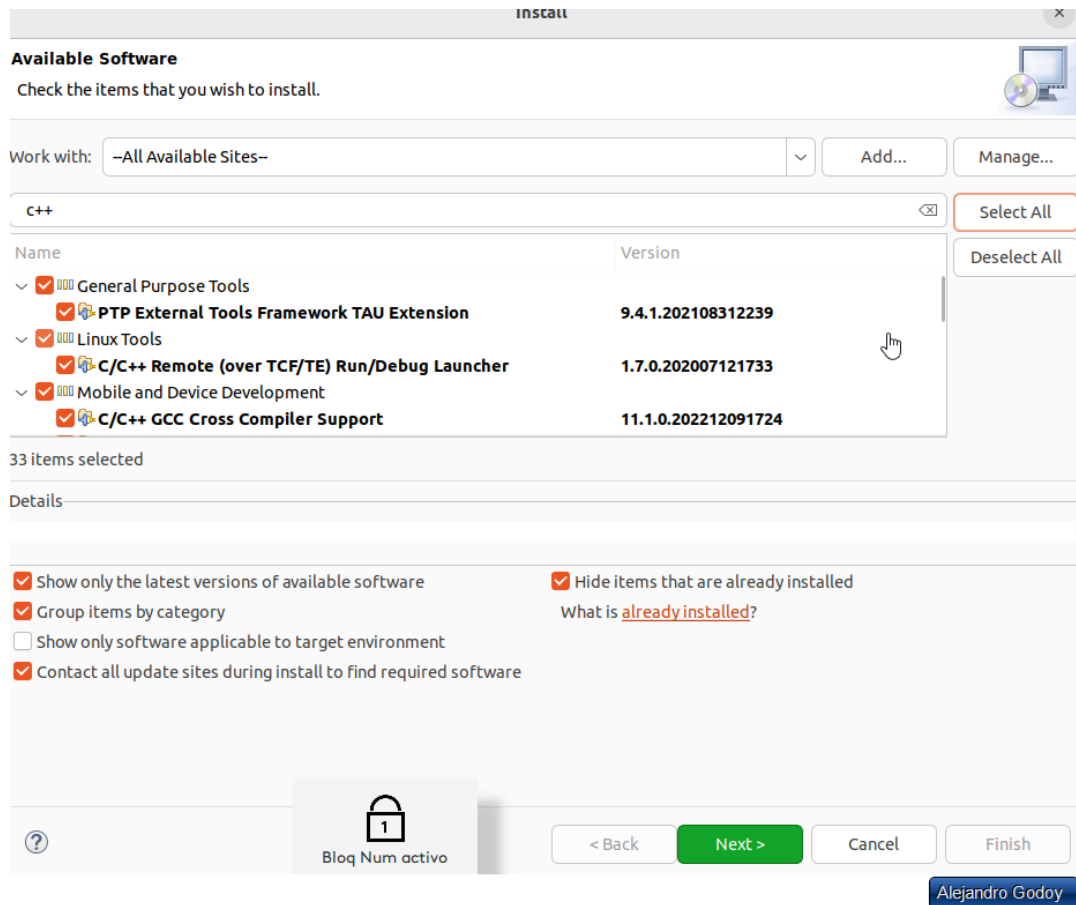 Install
Available Software
Check the items that you wish to install.
Work with: --All Available Sites-- Add... Manage...
c++ Select All
Name Version Deselect All
General Purpose Tools
PTP External Tools Framework TAU Extension 9.4.1.202108312239
Linux Tools
C/C++ Remote (over TCF/TE) Run/Debug Launcher 1.7.0.202007121733
Mobile and Device Development
C/C++ GCC Cross Compiler Support 11.1.0.202212091724
33 items selected
Details
Show only the latest versions of available software Hide items that are already installed
Group items by category What is already installed?
Show only software applicable to target environment
Contact all update sites during install to find required software
1
Bloq Num activo
? < Back Next > Cancel Finish
Alejandro Godoy